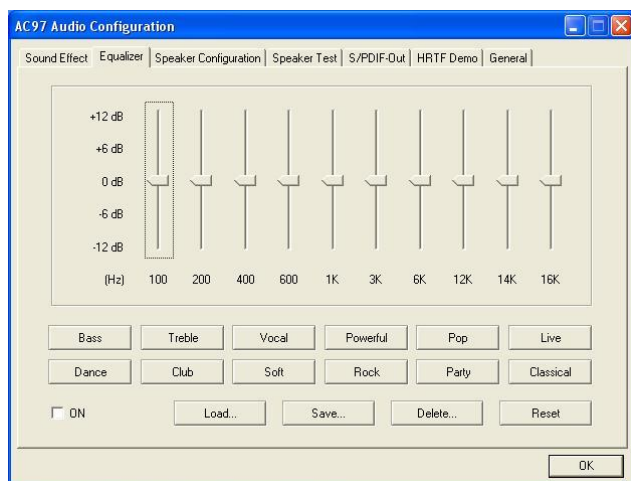 AC97 Audio Configuration
Sound Effect Equalizer Speaker Configuration Speaker Test S/PDIF-Out HRTF Demo General
+12 dB
+6 dB
0 dB
-6 dB
-12 dB
(Hz) 100 200 400 600 1K 3K 6K 12K 14K 16K
Bass Treble Vocal Powerful Pop Live
Dance Club Soft Rock Party Classical
ON Load... Save... Delete... Reset
OK